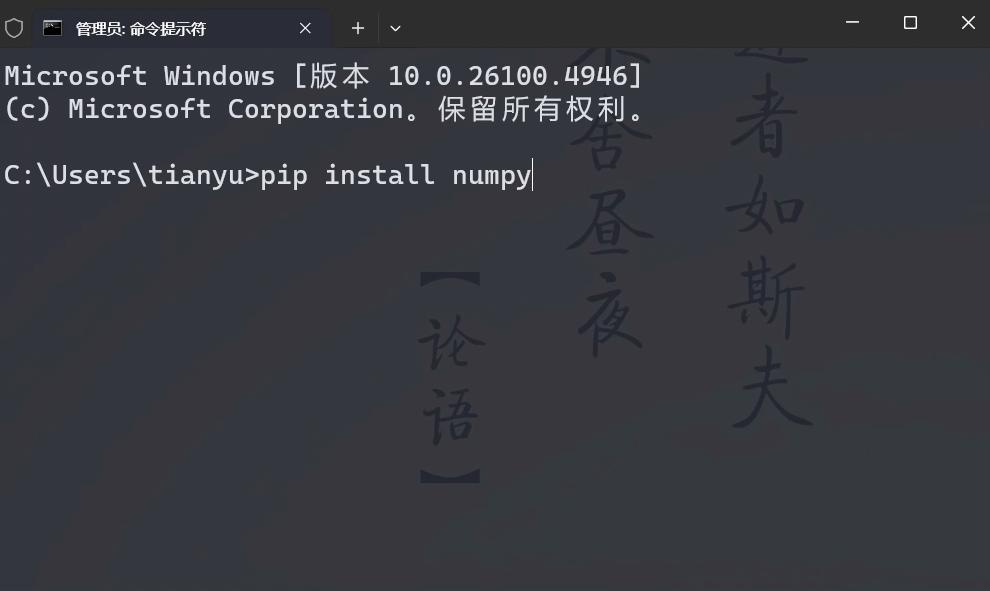 管理员: 命令提示符
Microsoft Windows [版本 10.0.26100.4946]
(c) Microsoft Corporation。保留所有权利。
C:\Users\tianyu>pip install numpy
者如斯夫
舍昼夜
【论语】